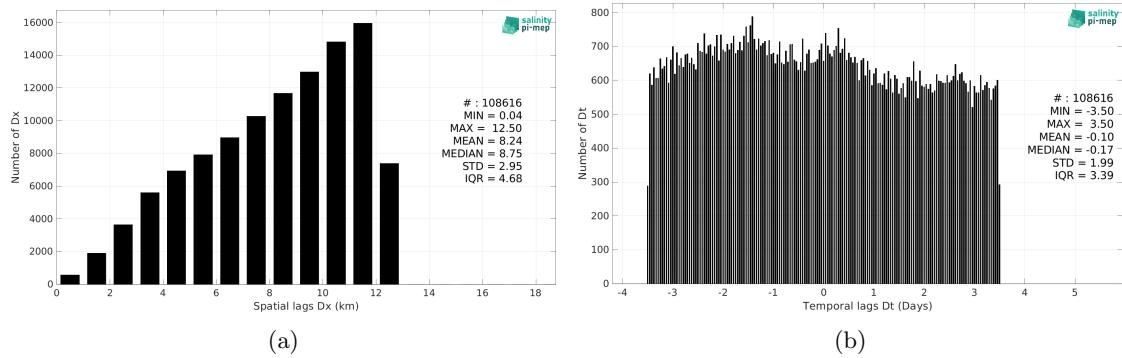 16000
14000
12000
10000
8000
6000
4000
2000
0
0 2 4 6 8 10 12 14 16 18
Number of Dx
Spatial lags Dx (km)
salinity
pi-mep
# : 108616
MIN = 0.04
MAX = 12.50
MEAN = 8.24
MEDIAN = 8.75
STD = 2.95
IQR = 4.68
(a)
800
700
600
500
400
300
200
100
0
-4 -3 -2 -1 0 1 2 3 4 5
Number of Dt
Temporal lags Dt (Days)
salinity
pi-mep
# : 108616
MIN = -3.50
MAX = 3.50
MEAN = -0.10
MEDIAN = -0.17
STD = 1.99
IQR = 3.39
(b)